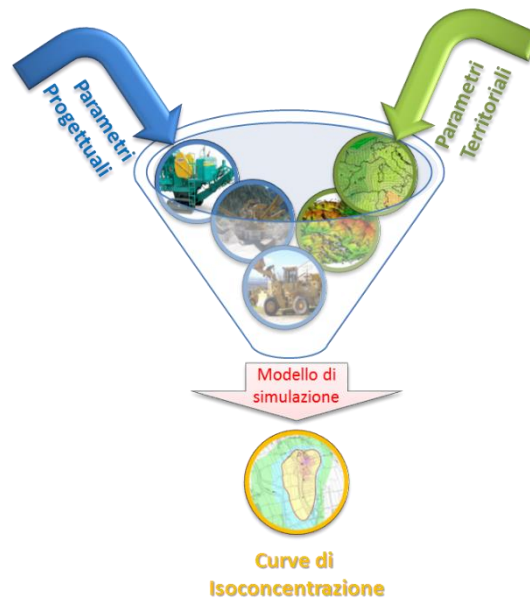 Parametri
Progettuali
Parametri
Territoriali
Modello di
simulazione
Curve di
Isoconcentrazione